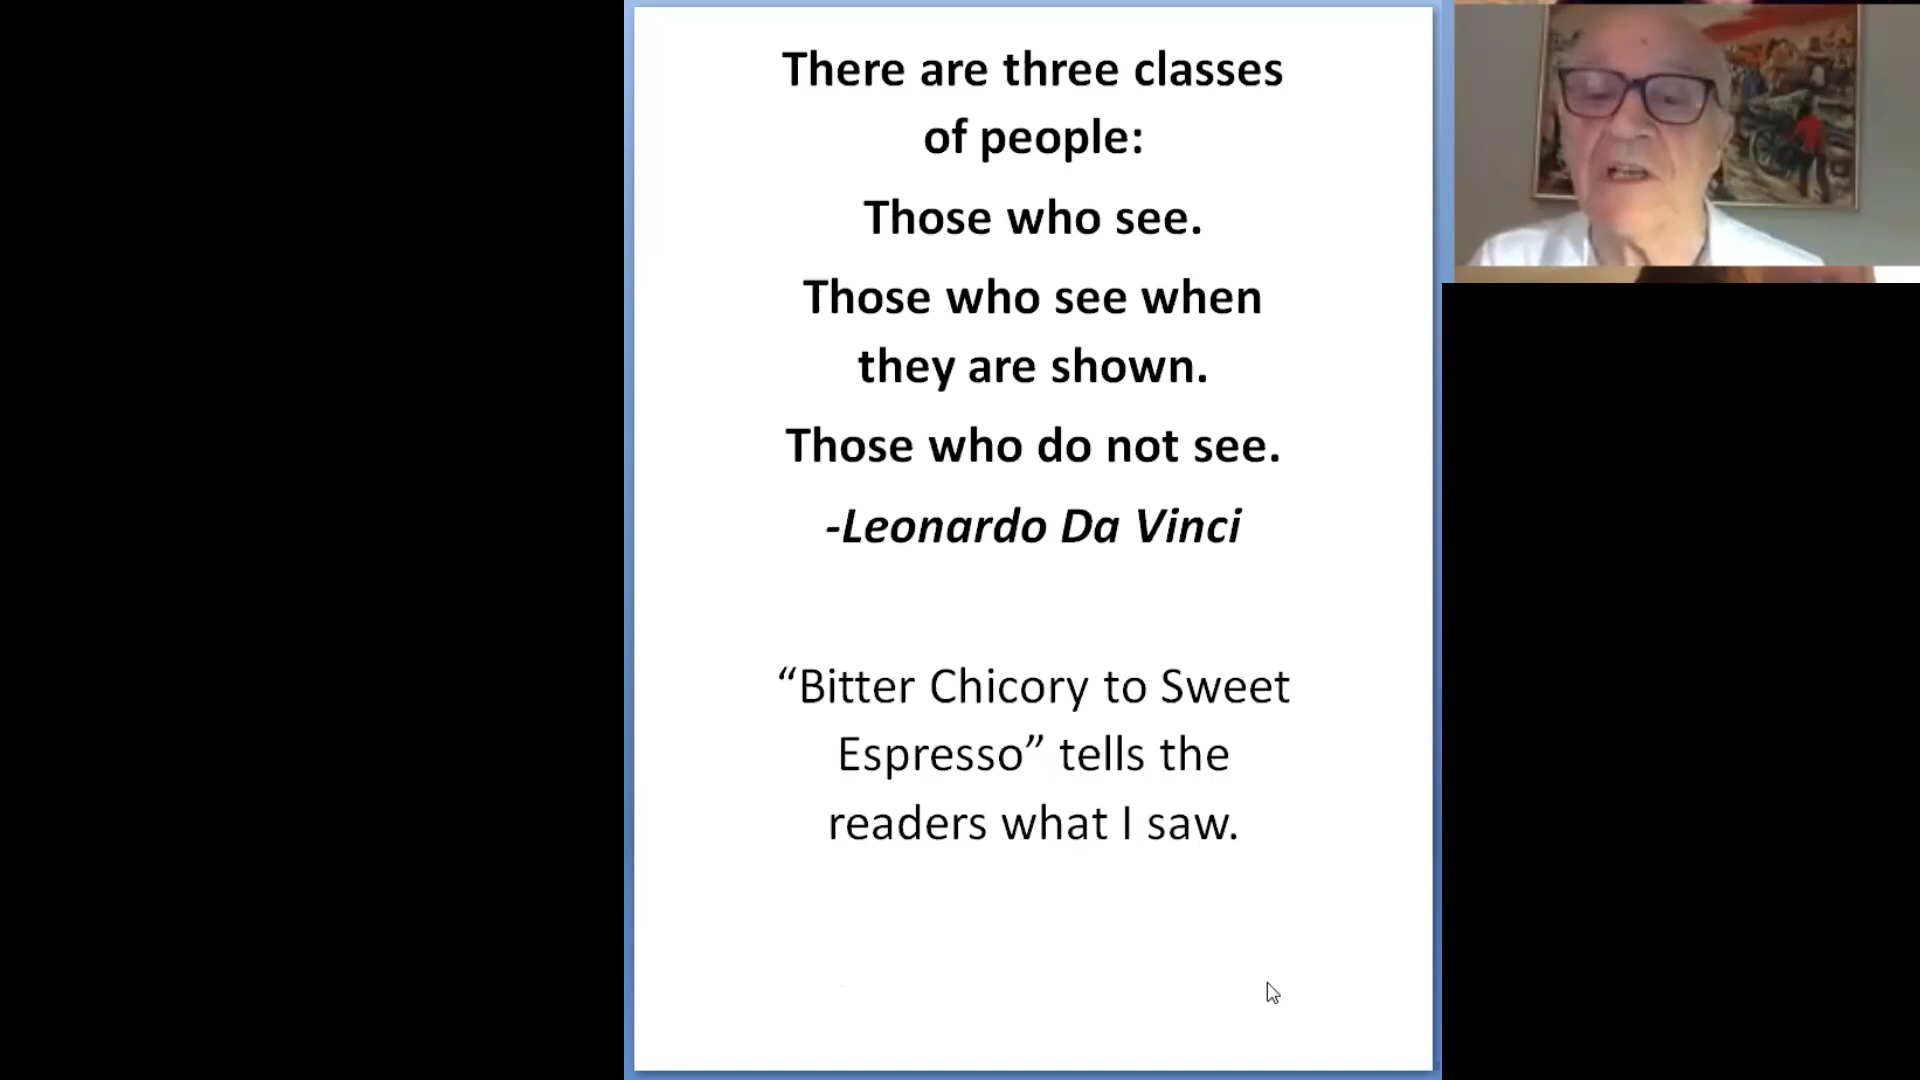 There are three classes
of people:
Those who see.
Those who see when
they are shown.
Those who do not see.
-Leonardo Da Vinci
“Bitter Chicory to Sweet
Espresso” tells the
readers what I saw.